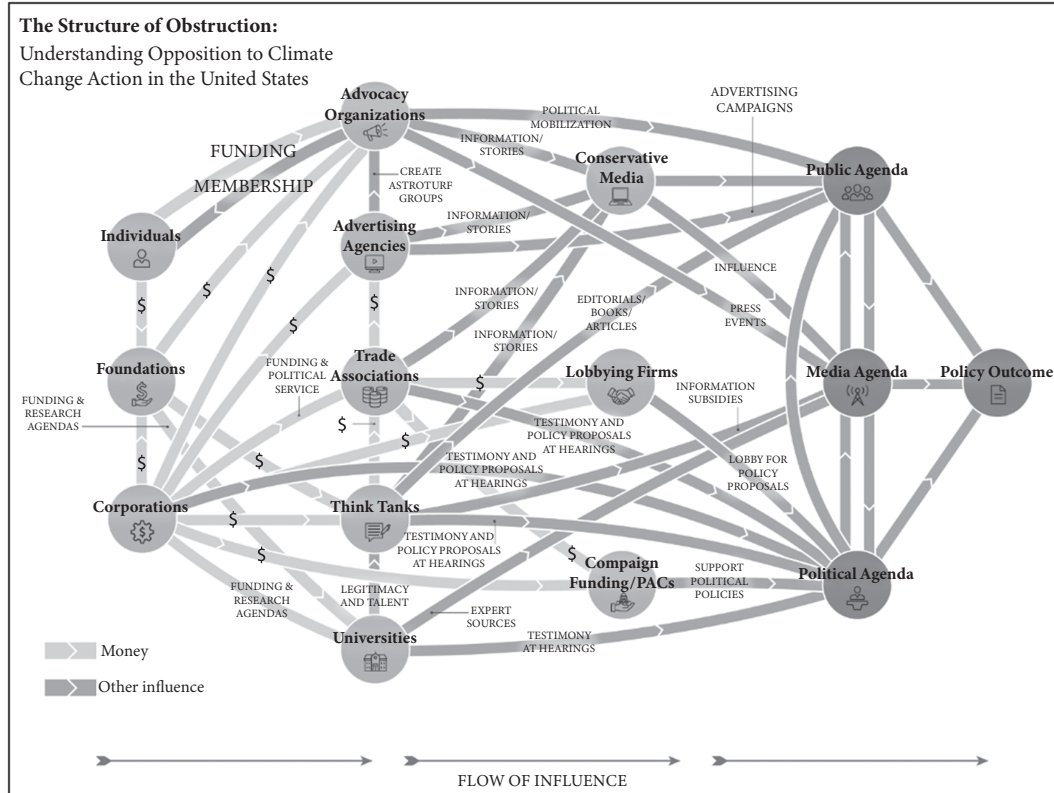 The Structure of Obstruction:
Understanding Opposition to Climate
Change Action in the United States
Advocacy
Organizations
FUNDING
MEMBERSHIP
POLITICAL
MOBILIZATION
INFORMATION/
STORIES
ADVERTISING
CAMPAIGNS
Conservative
Media
Public Agenda
CREATE
ASTROTURF
GROUPS
Individuals
Advertising
Agencies
INFORMATION/
STORIES
$
$
$
$
$
INFLUENCE
INFORMATION/
STORIES
EDITORIALS/
BOOKS/
ARTICLES
PRESS
EVENTS
INFORMATION/
STORIES
Foundations
FUNDING &
POLITICAL
SERVICE
Trade
Associations
$
Lobbying Firms
INFORMATION
SUBSIDIES
Media Agenda
Policy Outcome
FUNDING &
RESEARCH
AGENDAS
$
$
TESTIMONY AND
POLICY PROPOSALS
AT HEARINGS
$
$
TESTIMONY AND
POLICY PROPOSALS
AT HEARINGS
LOBBY FOR
POLICY
PROPOSALS
Corporations
$
Think Tanks
TESTIMONY AND
POLICY PROPOSALS
AT HEARINGS
$
$
Compaign
Funding/PACs
SUPPORT
POLITICAL
POLICIES
Political Agenda
FUNDING &
RESEARCH
AGENDAS
LEGITIMACY
AND TALENT
EXPERT
SOURCES
Universities
TESTIMONY
AT HEARINGS
Money
Other influence
FLOW OF INFLUENCE